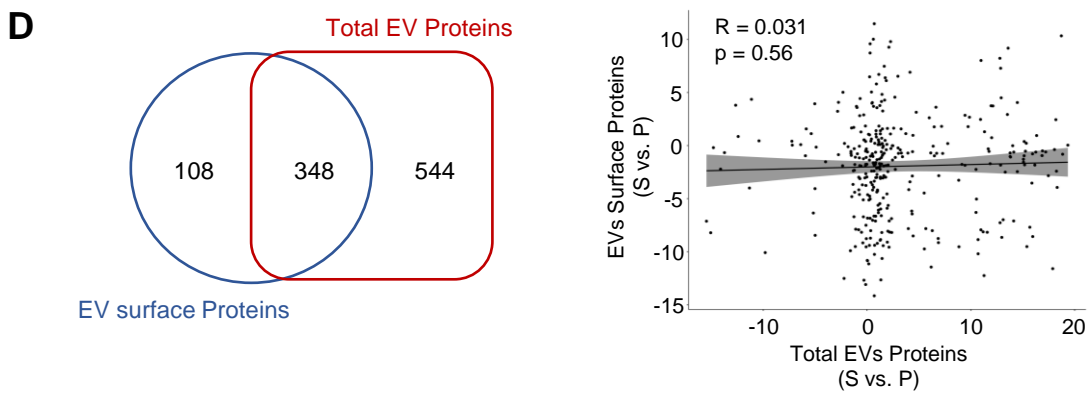 D
Total EV Proteins
108
348
544
EV surface Proteins
R = 0.031
p = 0.56
EVs Surface Proteins
(S vs. P)
10
5
0
-5
-10
-15
-10
0
10
20
Total EVs Proteins
(S vs. P)